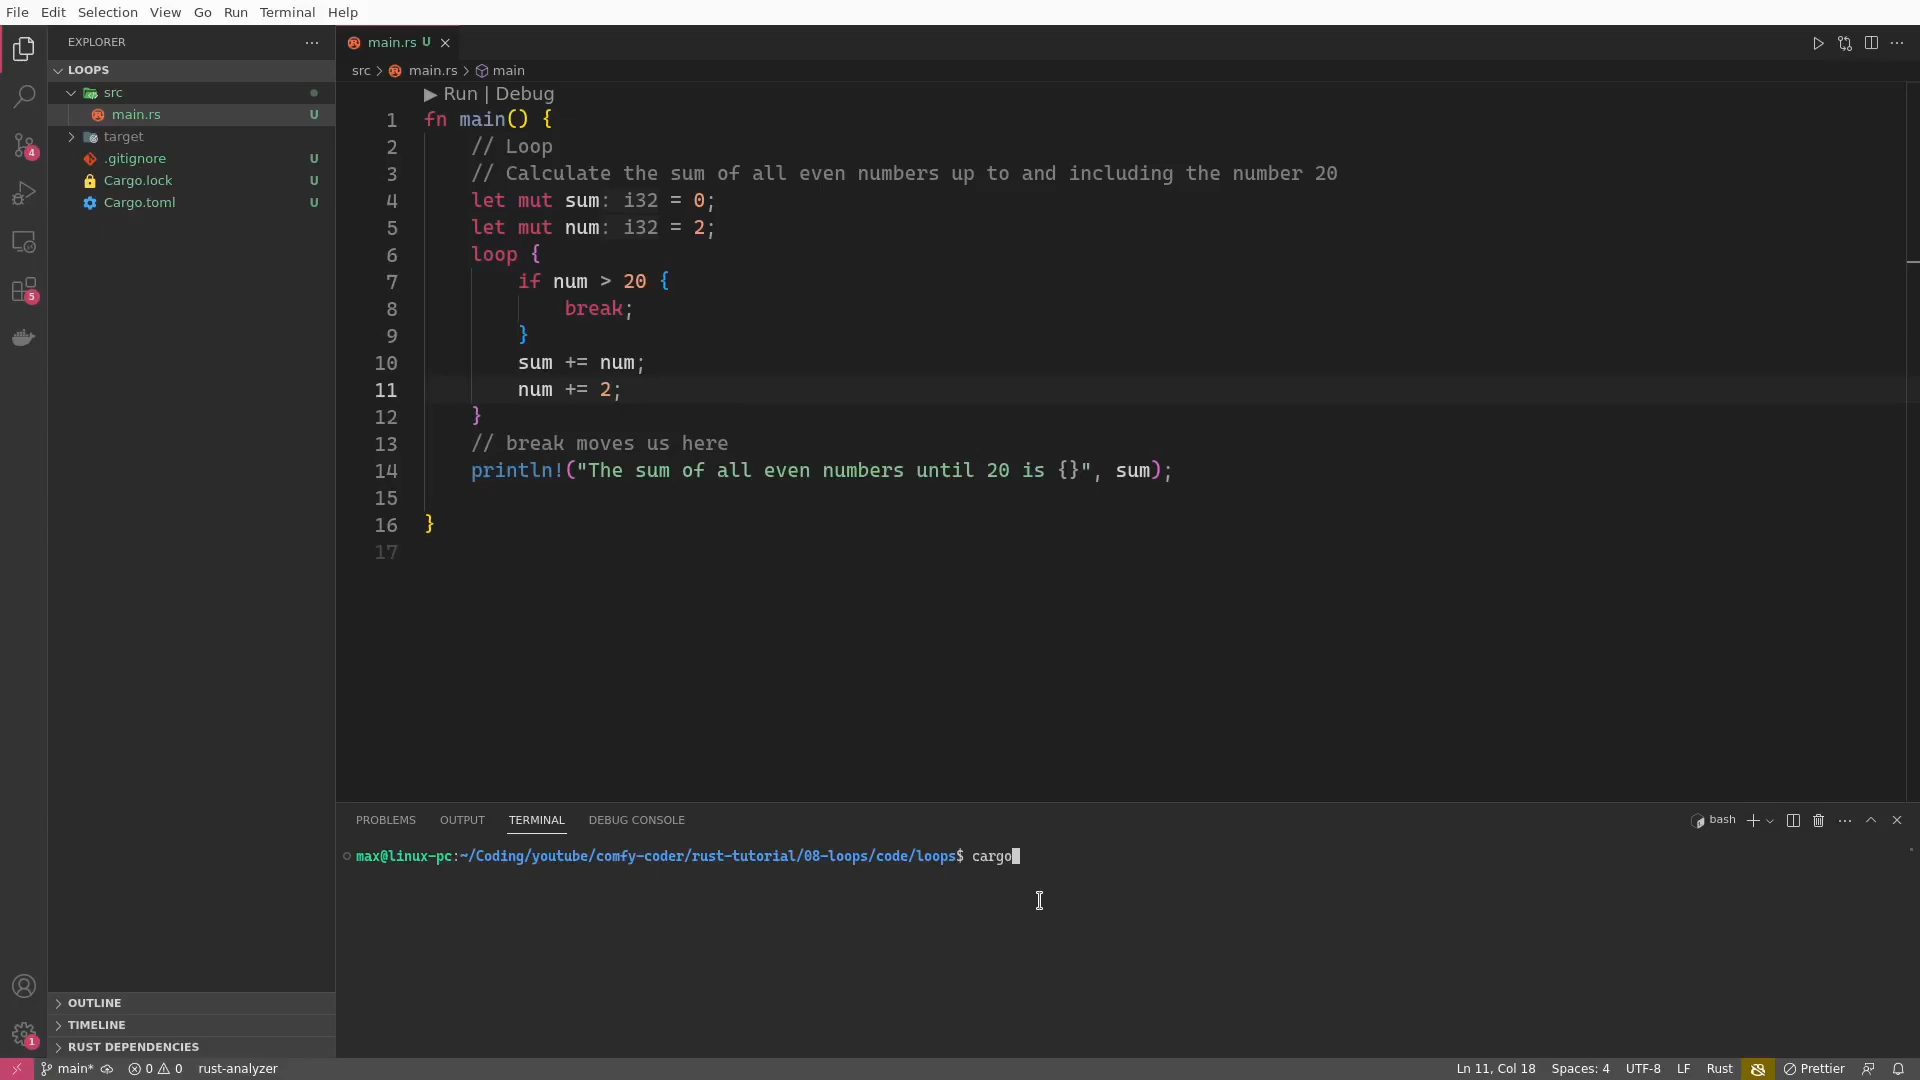 File Edit Selection View Go Run Terminal Help
EXPLORER
main.rs U
LOOPS
src > main.rs > main
src
main.rs U
target
.gitignore U
Cargo.lock U
Cargo.toml U
4
5
1
Run | Debug
1 fn main() {
2 // Loop
3 // Calculate the sum of all even numbers up to and including the number 20
4 let mut sum: i32 = 0;
5 let mut num: i32 = 2;
6 loop {
7 if num > 20 {
8 break;
9 }
10 sum += num;
11 num += 2;
12 }
13 // break moves us here
14 println!("The sum of all even numbers until 20 is {}", sum);
15
16 }
17
PROBLEMS OUTPUT TERMINAL DEBUG CONSOLE
bash
max@linux-pc:~/Coding/youtube/comfy-coder/rust-tutorial/08-loops/code/loops$ cargo
OUTLINE
TIMELINE
RUST DEPENDENCIES
main* 0 0 rust-analyzer
Ln 11, Col 18 Spaces: 4 UTF-8 LF Rust Prettier